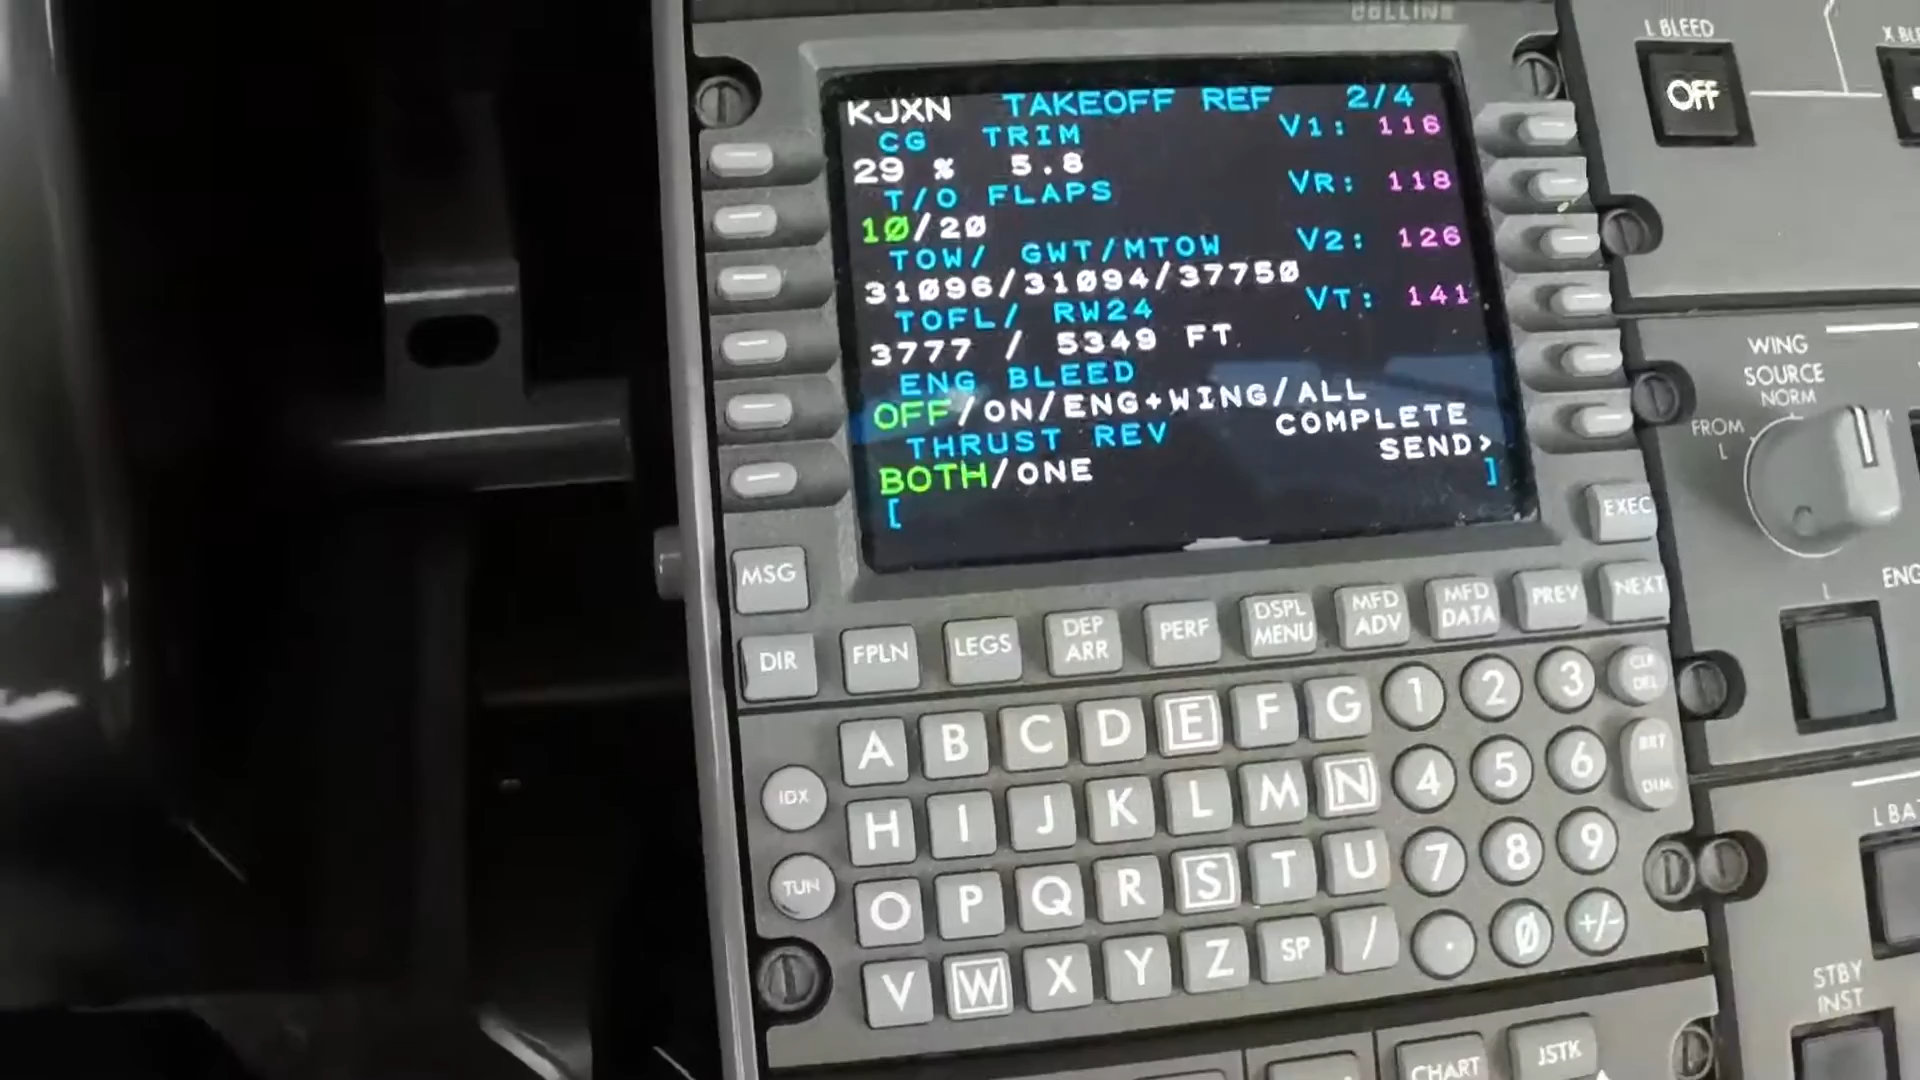 COLLINS
KJXN TAKEOFF REF 2/4
CG TRIM V1: 116
29 % 5.8
T/O FLAPS VR: 118
10/20
TOW/ GWT/MTOW V2: 126
31096/31094/37750
TOFL/ RW24 VT: 141
3777 / 5349 FT
ENG BLEED
OFF/ON/ENG+WING/ALL
THRUST REV COMPLETE
BOTH/ONE SEND>
[ ]
EXEC
MSG
DIR FPLN LEGS DEP ARR PERF DSPL MENU MFD ADV MFD DATA PREV NEXT
A B C D E F G 1 2 3 CLR DEL
IDX H I J K L M N 4 5 6 BRT DIM
TUN O P Q R S T U 7 8 9
V W X Y Z SP / . 0 +/-
CHART JSTK
L BLEED
OFF
WING
SOURCE
NORM
FROM
L
L
STBY
INST